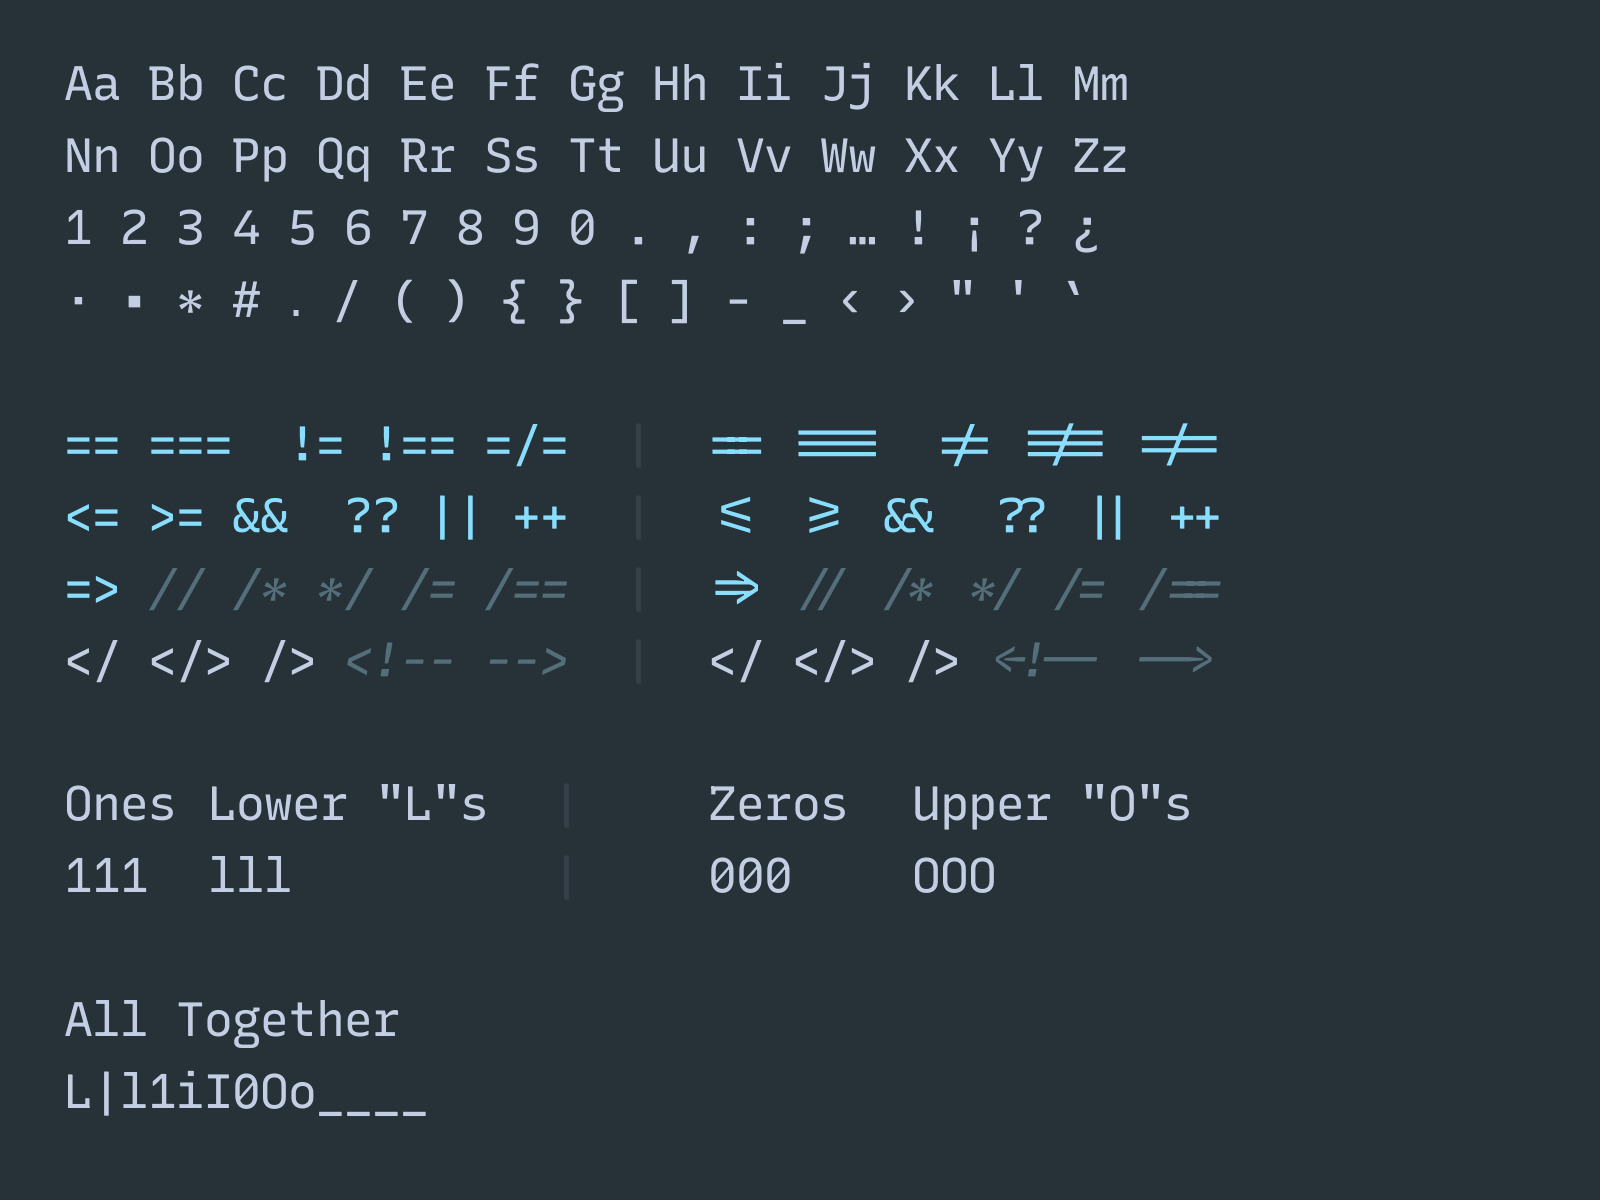 Aa Bb Cc Dd Ee Ff Gg Hh Ii Jj Kk Ll Mm
Nn Oo Pp Qq Rr Ss Tt Uu Vv Ww Xx Yy Zz
1 2 3 4 5 6 7 8 9 0 . , : ; … ! ¡ ? ¿
· ▪ * # . / ( ) { } [ ] - _ ‹ › " ' `
== === != !== =/= | == === != !== =/=
<= >= && ?? || ++ | <= >= && ?? || ++
=> // /* */ /= /== | => // /* */ /= /==
</ </> /> <!-- --> | </ </> /> <!-- -->
Ones Lower "L"s | Zeros Upper "O"s
111 lll | 000 OOO
All Together
L|l1iI0Oo____